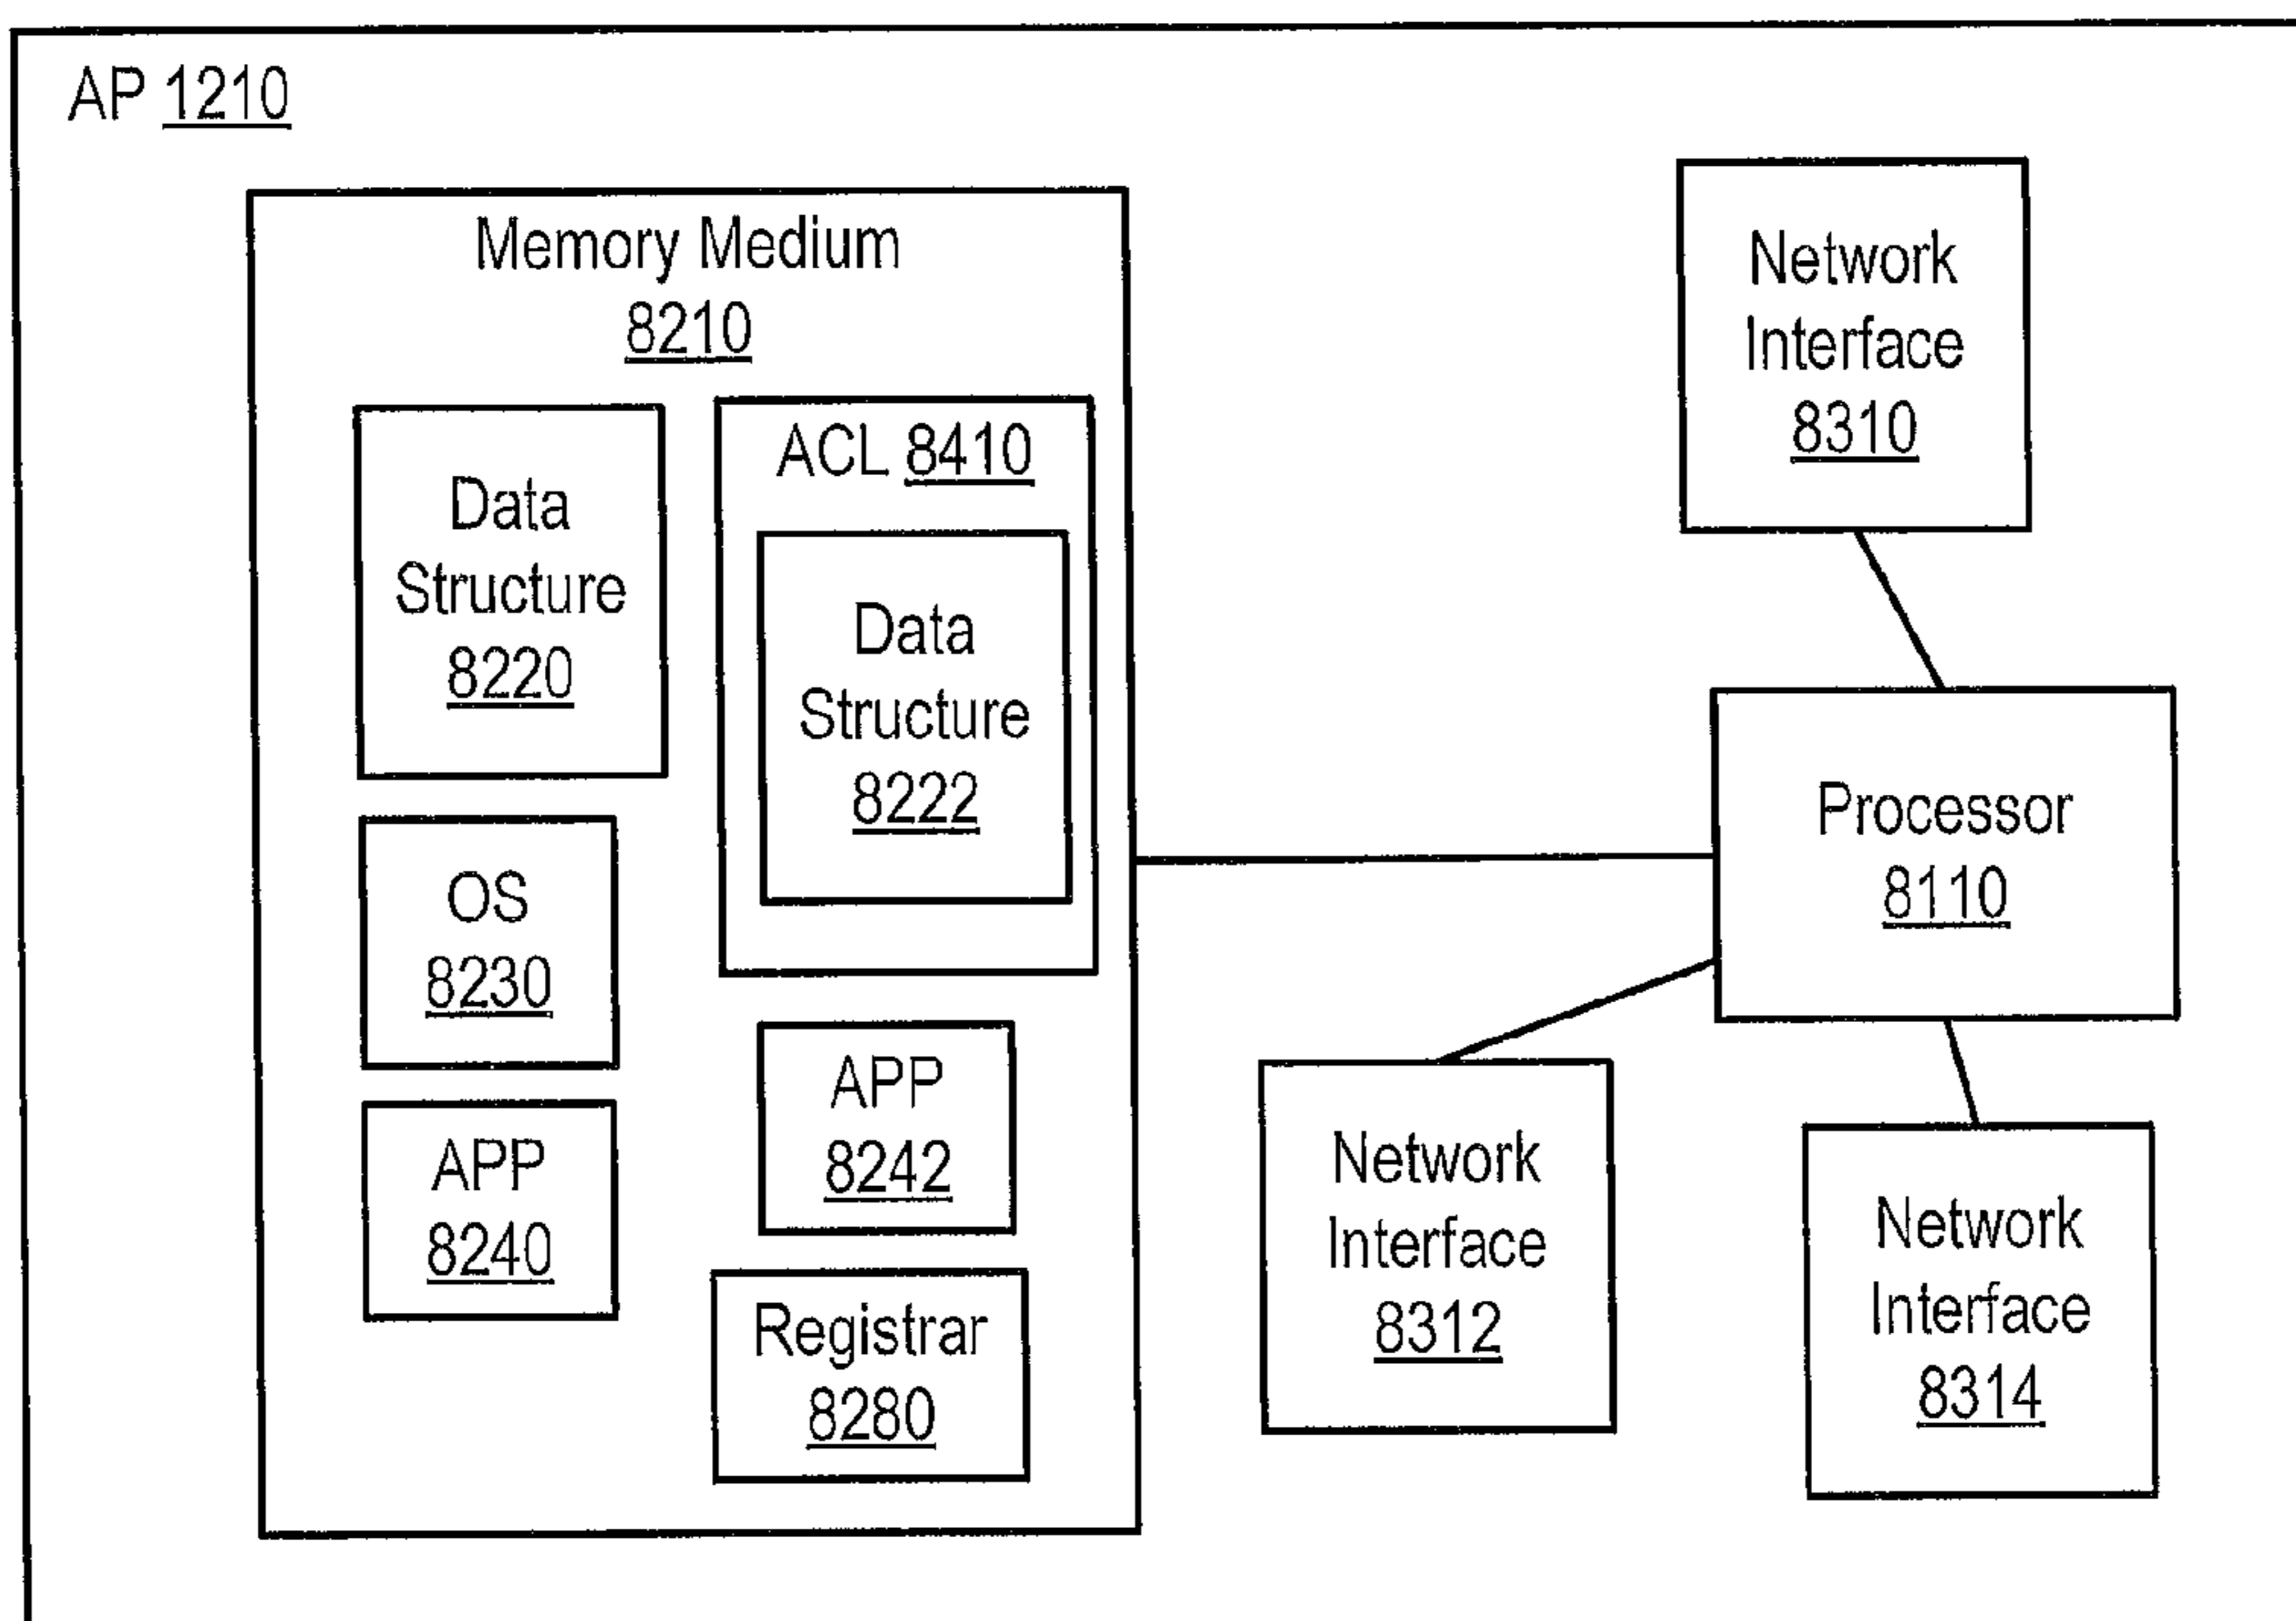 AP 1210
Memory Medium
8210
Data
Structure
8220
ACL 8410
Data
Structure
8222
OS
8230
APP
8240
APP
8242
Registrar
8280
Network
Interface
8310
Processor
8110
Network
Interface
8312
Network
Interface
8314